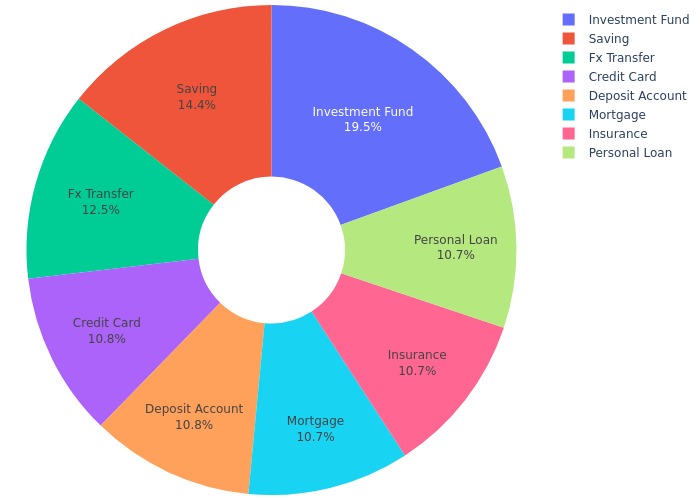 Investment Fund
Saving
Fx Transfer
Credit Card
Deposit Account
Mortgage
Insurance
Personal Loan
Saving
14.4%
Investment Fund
19.5%
Fx Transfer
12.5%
Personal Loan
10.7%
Credit Card
10.8%
Insurance
10.7%
Deposit Account
10.8%
Mortgage
10.7%